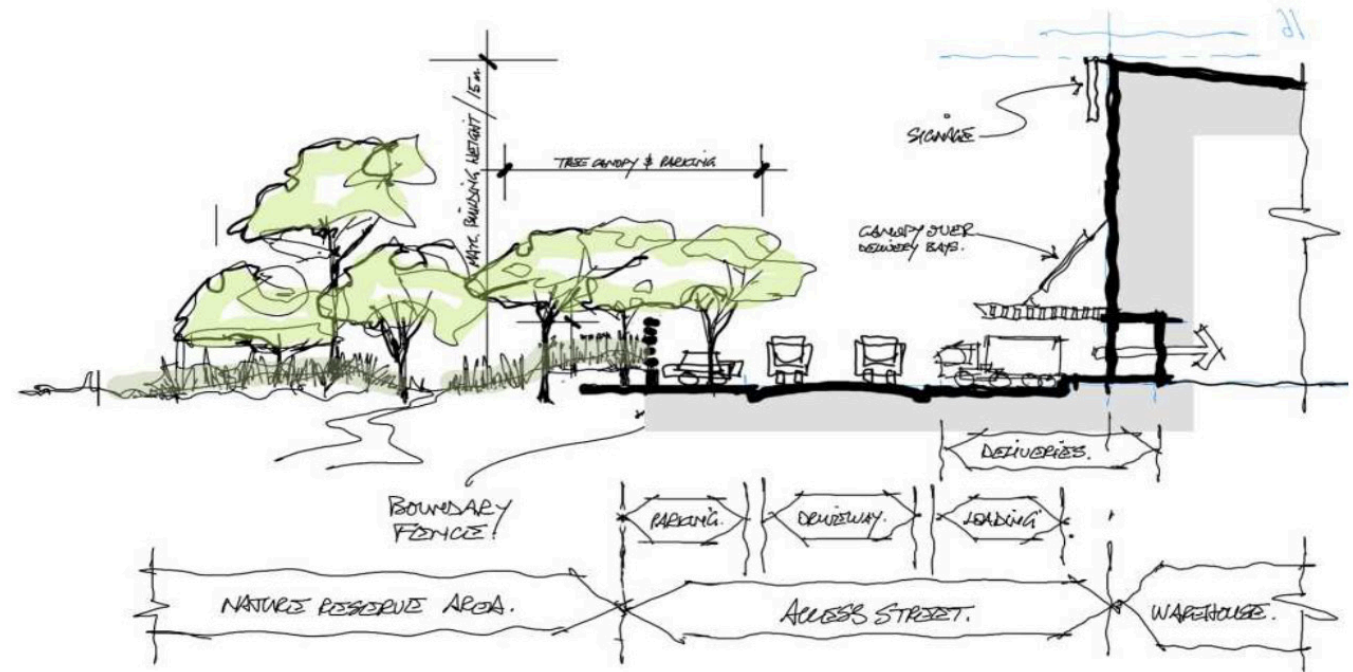 SIGNAGE
MAX. BUILDING HEIGHT / 15m
TREE CANOPY & PARKING
CANOPY OVER
DELIVERY BAYS.
DELIVERIES.
BOUNDARY
FENCE!
PARKING.
DRIVEWAY.
LOADING
NATURE RESERVE AREA.
ACCESS STREET.
WAREHOUSE.